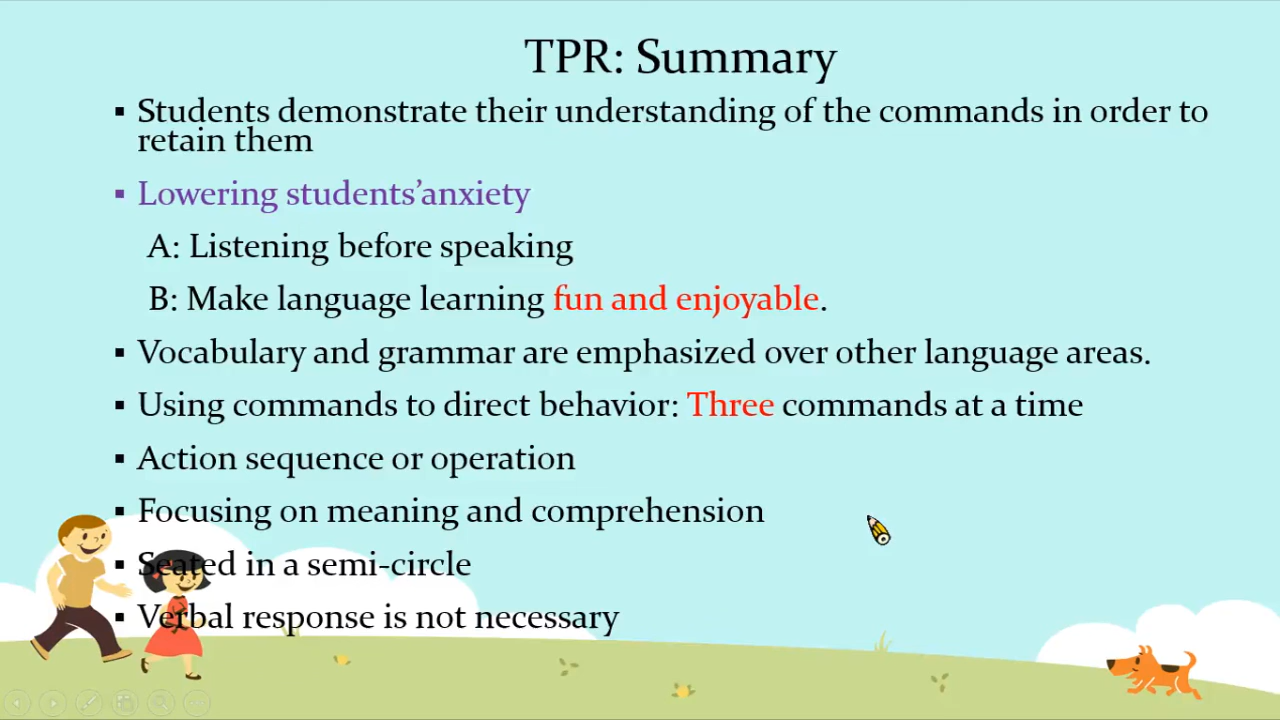 TPR: Summary
▪ Students demonstrate their understanding of the commands in order to
retain them
▪ Lowering students’anxiety
A: Listening before speaking
B: Make language learning fun and enjoyable.
▪ Vocabulary and grammar are emphasized over other language areas.
▪ Using commands to direct behavior: Three commands at a time
▪ Action sequence or operation
▪ Focusing on meaning and comprehension
▪ Seated in a semi-circle
▪ Verbal response is not necessary